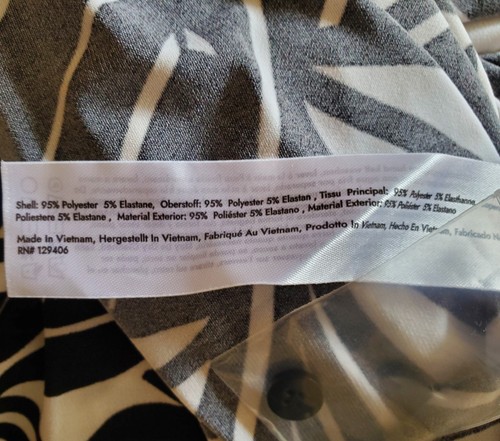 Shell: 95% Polyester 5% Elastane, Oberstoff: 95% Polyester 5% Elastan , Tissu Principal: 95% Polyester 5% Elasthanne,
Poliestere 5% Elastane , Material Exterior: 95% Poliéster 5% Elastano , Material Exterior: 95% Poliéster 5% Elastano
Made In Vietnam, Hergestellt In Vietnam, Fabriqué Au Vietnam, Prodotto In Vietnam, Hecho En Vietnam, Fabricado
RN# 129406